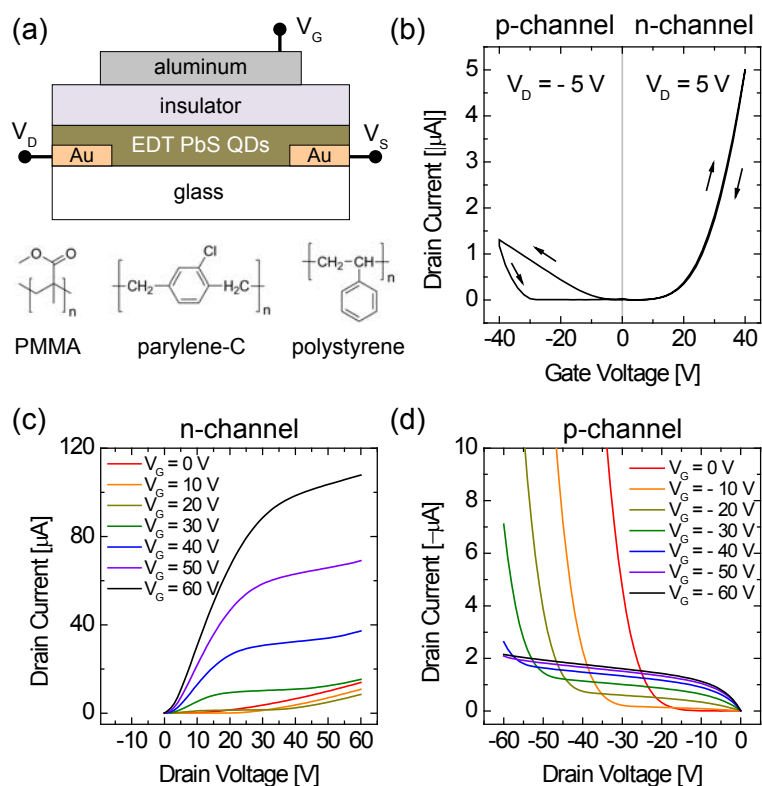 (a)
V_G
aluminum
insulator
V_D
EDT PbS QDs
V_S
Au
Au
glass
O
O
n
PMMA
Cl
CH₂
H₂C
n
parylene-C
CH₂—CH
n
polystyrene
(b)
p-channel
n-channel
V_D = - 5 V
V_D = 5 V
Drain Current [|µA|]
5
4
3
2
1
0
-40
-20
0
20
40
Gate Voltage [V]
(c)
n-channel
V_G = 0 V
V_G = 10 V
V_G = 20 V
V_G = 30 V
V_G = 40 V
V_G = 50 V
V_G = 60 V
Drain Current [µA]
120
80
40
0
-10 0 10 20 30 40 50 60
Drain Voltage [V]
(d)
p-channel
V_G = 0 V
V_G = - 10 V
V_G = - 20 V
V_G = - 30 V
V_G = - 40 V
V_G = - 50 V
V_G = - 60 V
Drain Current [-µA]
10
8
6
4
2
0
-60 -50 -40 -30 -20 -10 0
Drain Voltage [V]